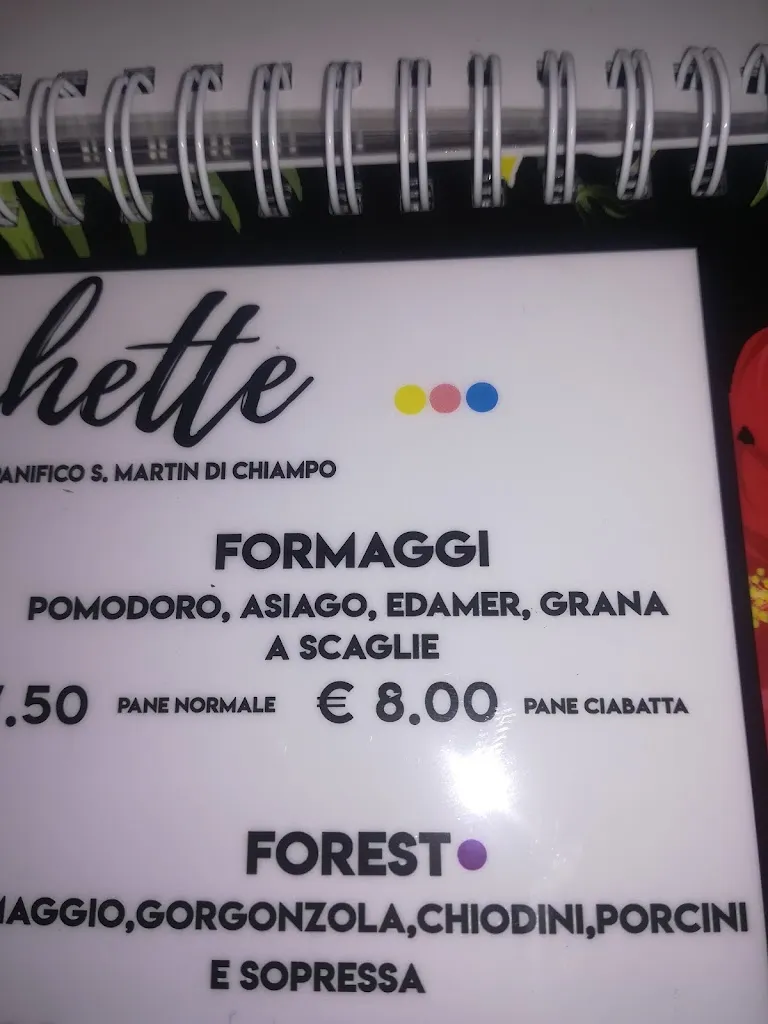 hette
PANIFICO S. MARTIN DI CHIAMPO
FORMAGGI
POMODORO, ASIAGO, EDAMER, GRANA
A SCAGLIE
.50 PANE NORMALE € 8.00 PANE CIABATTA
FOREST
MAGGIO,GORGONZOLA,CHIODINI,PORCINI
E SOPRESSA